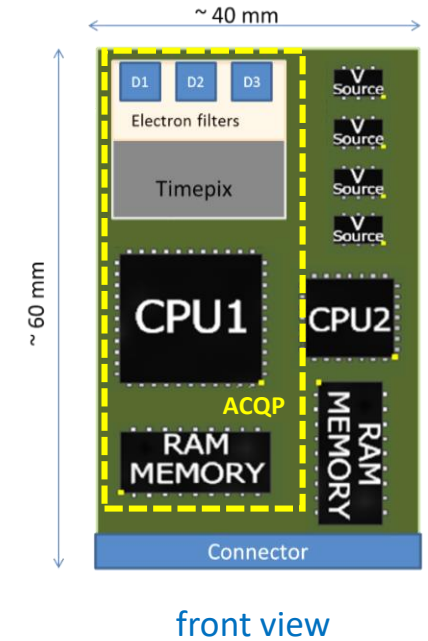 ~ 40 mm
~ 60 mm
D1 D2 D3
Electron filters
Timepix
V
Source
V
Source
V
Source
V
Source
CPU1
CPU2
ACQP
RAM
MEMORY
RAM
MEMORY
Connector
front view